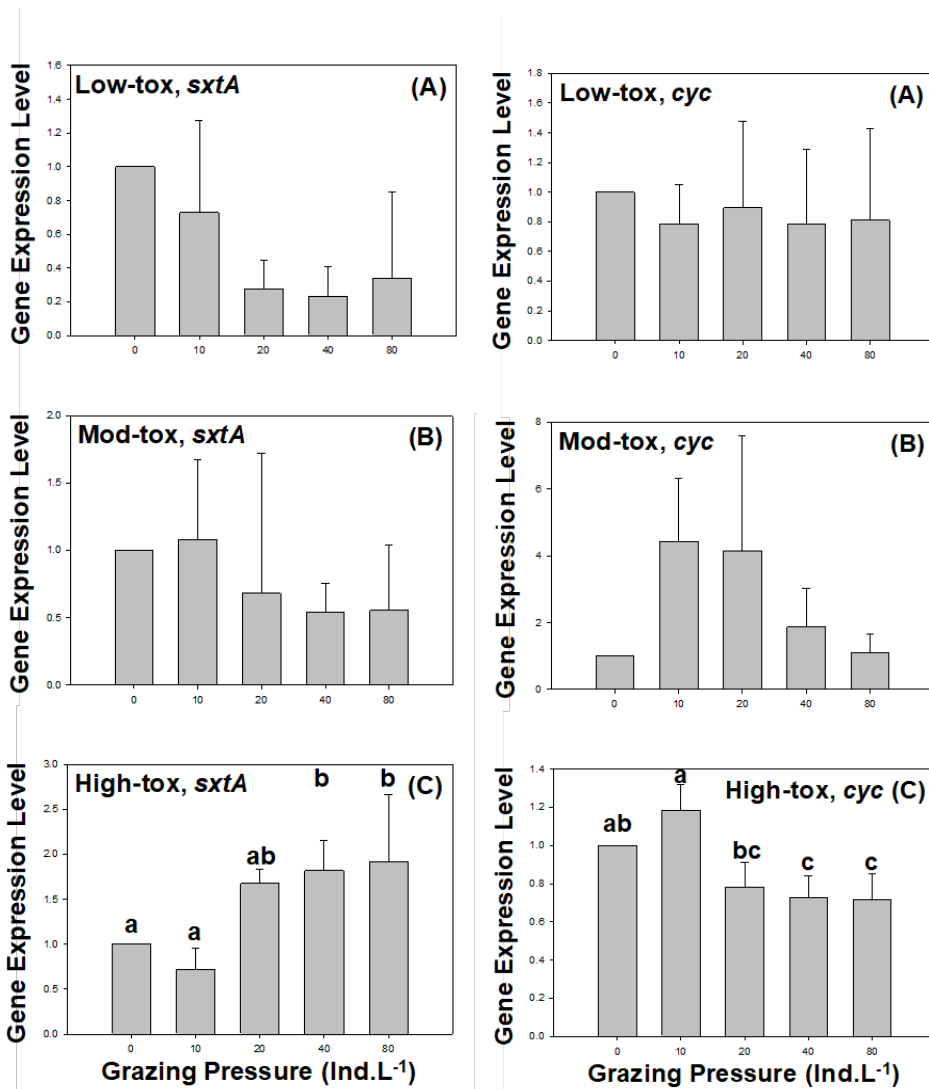 Low-tox, sxtA (A)
Gene Expression Level
1.6
1.4
1.2
1.0
0.8
0.6
0.4
0.2
0.0
0 10 20 40 80
Low-tox, cyc (A)
Gene Expression Level
1.8
1.6
1.4
1.2
1.0
0.8
0.6
0.4
0.2
0.0
0 10 20 40 80
Mod-tox, sxtA (B)
Gene Expression Level
2.0
1.5
1.0
0.5
0.0
0 10 20 40 80
Mod-tox, cyc (B)
Gene Expression Level
8
6
4
2
0
0 10 20 40 80
High-tox, sxtA (C)
Gene Expression Level
3.0
2.5
2.0
1.5
1.0
0.5
0.0
a a ab b b
0 10 20 40 80
Grazing Pressure (Ind.L⁻¹)
High-tox, cyc (C)
Gene Expression Level
1.4
1.2
1.0
0.8
0.6
0.4
0.2
0.0
ab a bc c c
0 10 20 40 80
Grazing Pressure (Ind.L⁻¹)